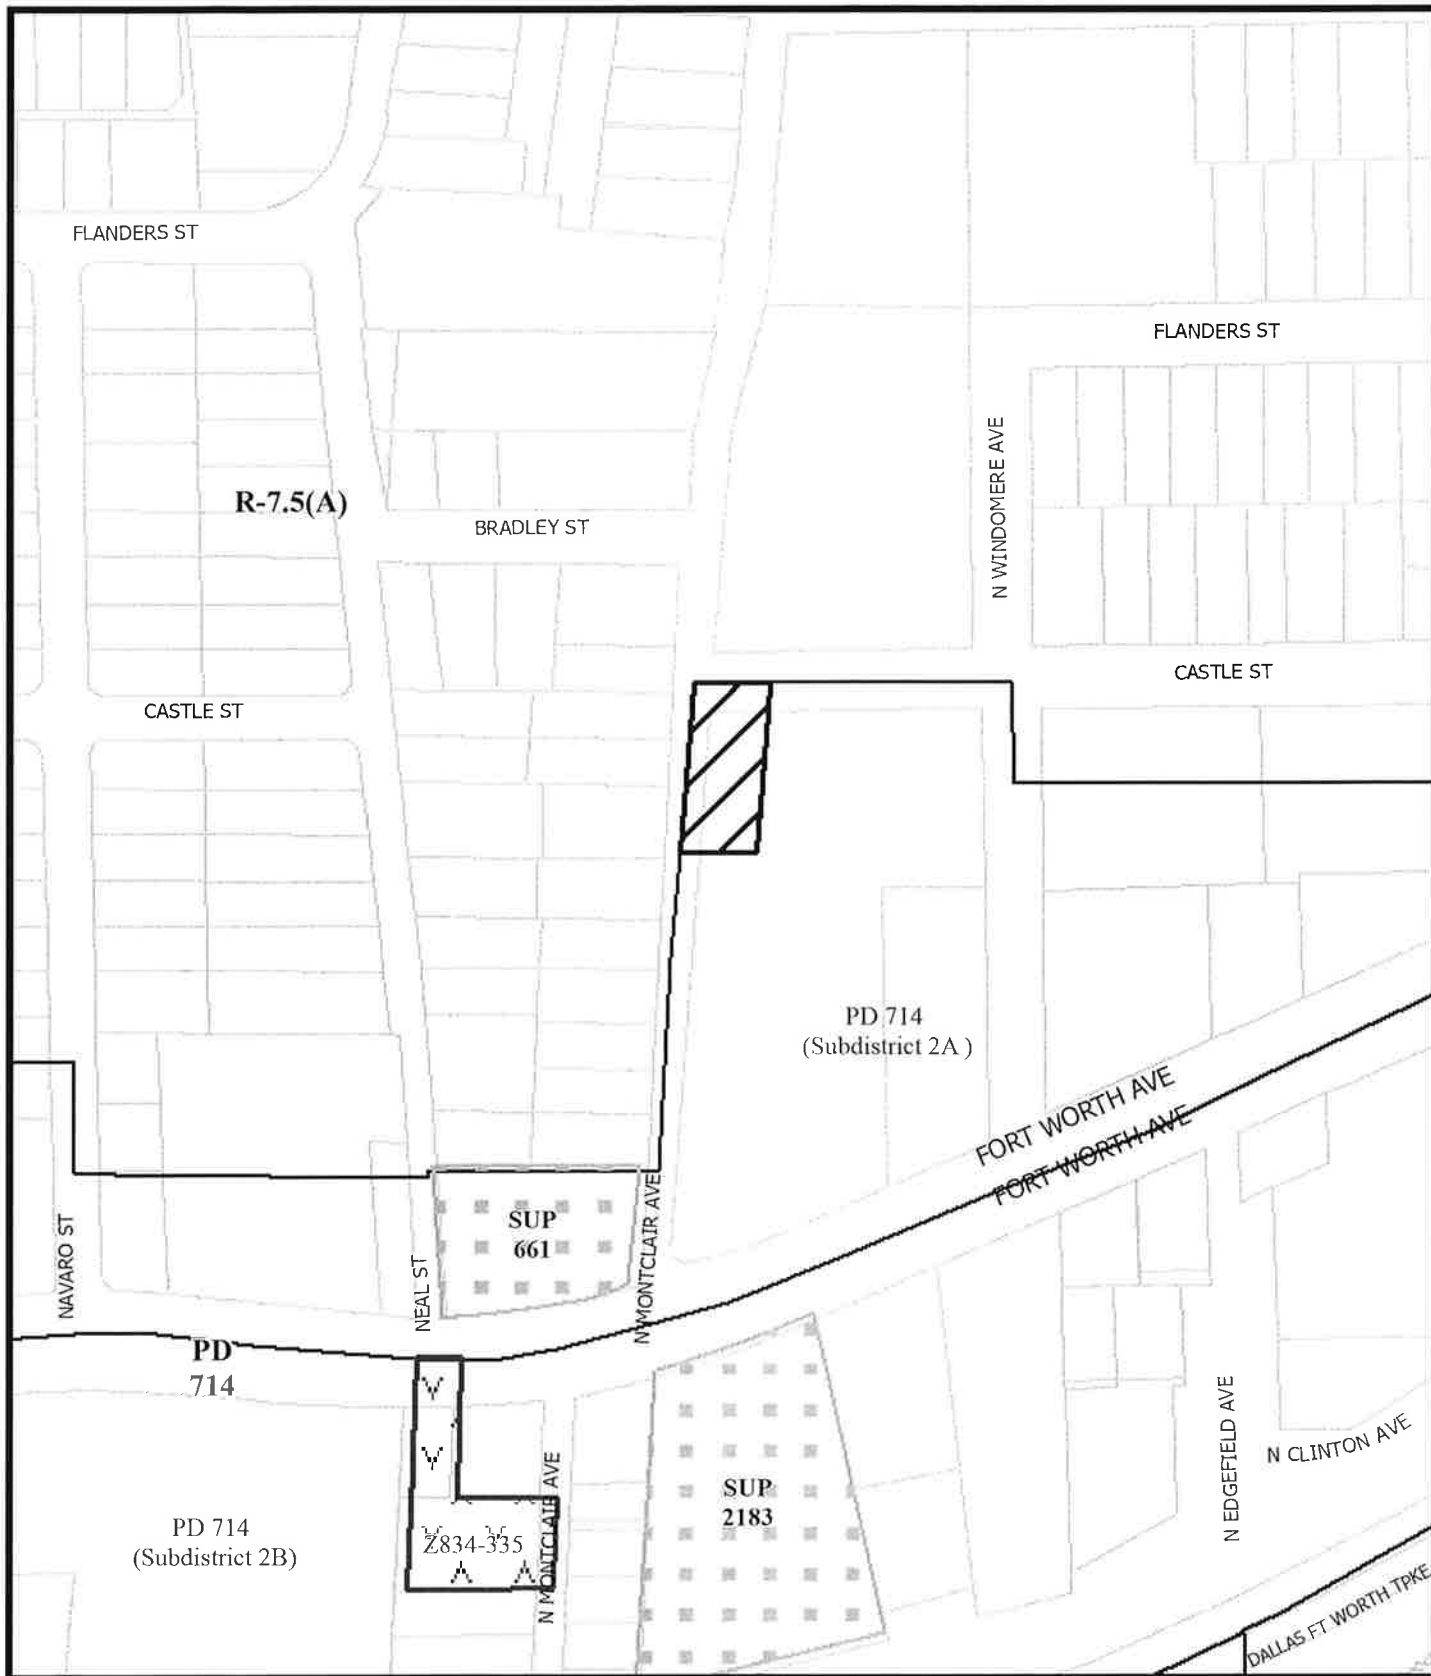 FLANDERS ST
FLANDERS ST
N WINDOMERE AVE
R-7.5(A)
BRADLEY ST
CASTLE ST
CASTLE ST
PD 714
(Subdistrict 2A )
FORT WORTH AVE
FORT WORTH AVE
SUP
661
N MONTCLAIR AVE
NAVARO ST
NEAL ST
PD
714
N EDGEFIELD AVE
N CLINTON AVE
SUP
2183
N MONTCLAIR AVE
PD 714
(Subdistrict 2B)
Z834-335
DALLAS FT WORTH TPKE